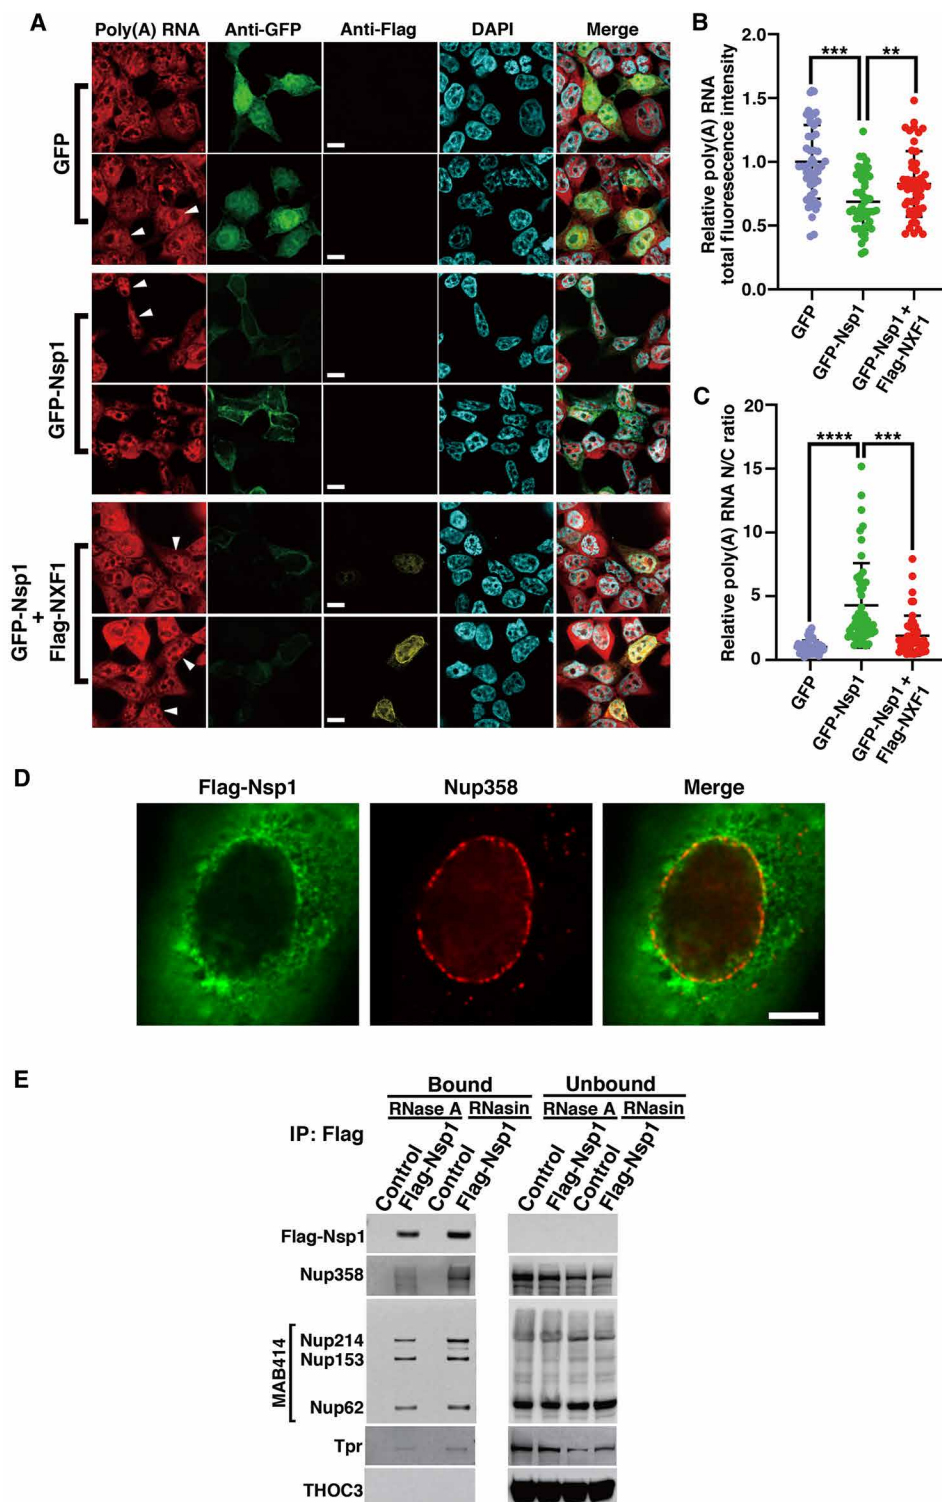 A
Poly(A) RNA Anti-GFP Anti-Flag DAPI Merge
GFP
GFP-Nsp1
GFP-Nsp1
+
Flag-NXF1
B
Relative poly(A) RNA
total fluoresecence intensity
2.0
1.5
1.0
0.5
0.0
*** **
GFP
GFP-Nsp1
GFP-Nsp1 +
Flag-NXF1
C
Relative poly(A) RNA N/C ratio
20
15
10
5
0
**** ***
GFP
GFP-Nsp1
GFP-Nsp1 +
Flag-NXF1
D
Flag-Nsp1 Nup358 Merge
E
Bound Unbound
RNase A RNasin RNase A RNasin
IP: Flag
Control Flag-Nsp1 Control Flag-Nsp1 Control Flag-Nsp1 Control Flag-Nsp1
Flag-Nsp1
Nup358
MAB414
Nup214
Nup153
Nup62
Tpr
THOC3